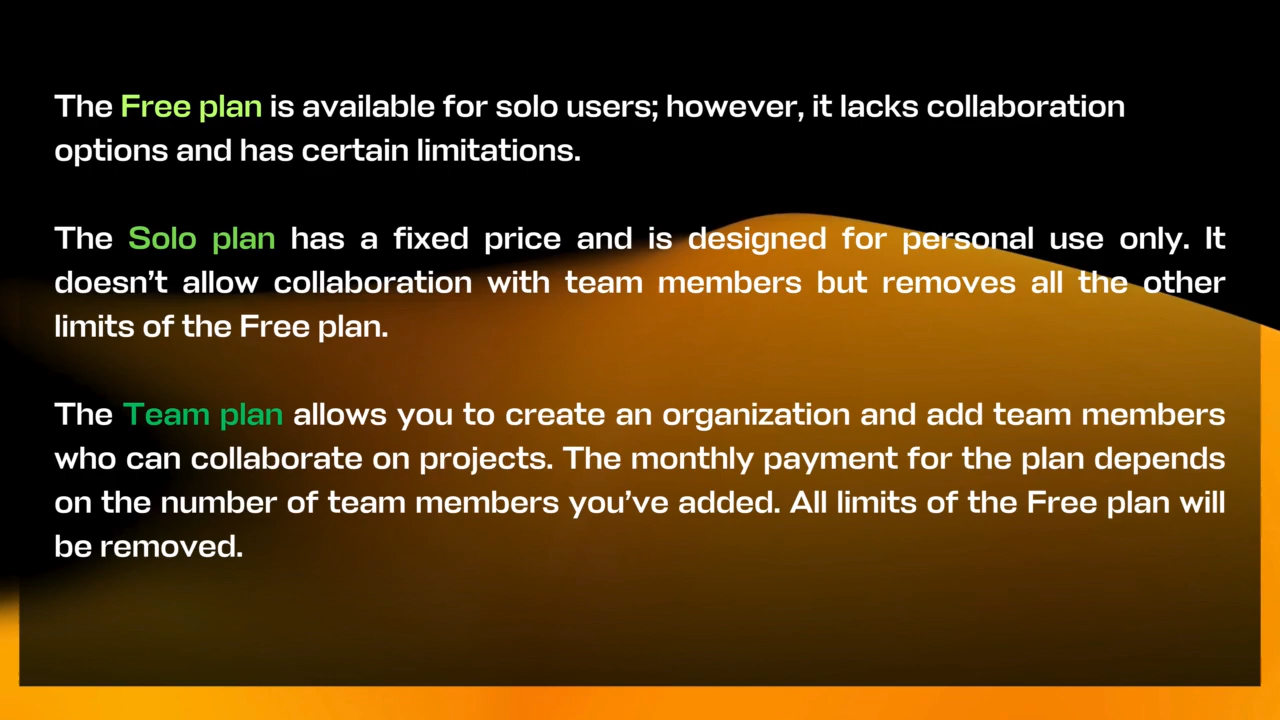 The Free plan is available for solo users; however, it lacks collaboration
options and has certain limitations.
The Solo plan has a fixed price and is designed for personal use only. It
doesn’t allow collaboration with team members but removes all the other
limits of the Free plan.
The Team plan allows you to create an organization and add team members
who can collaborate on projects. The monthly payment for the plan depends
on the number of team members you’ve added. All limits of the Free plan will
be removed.